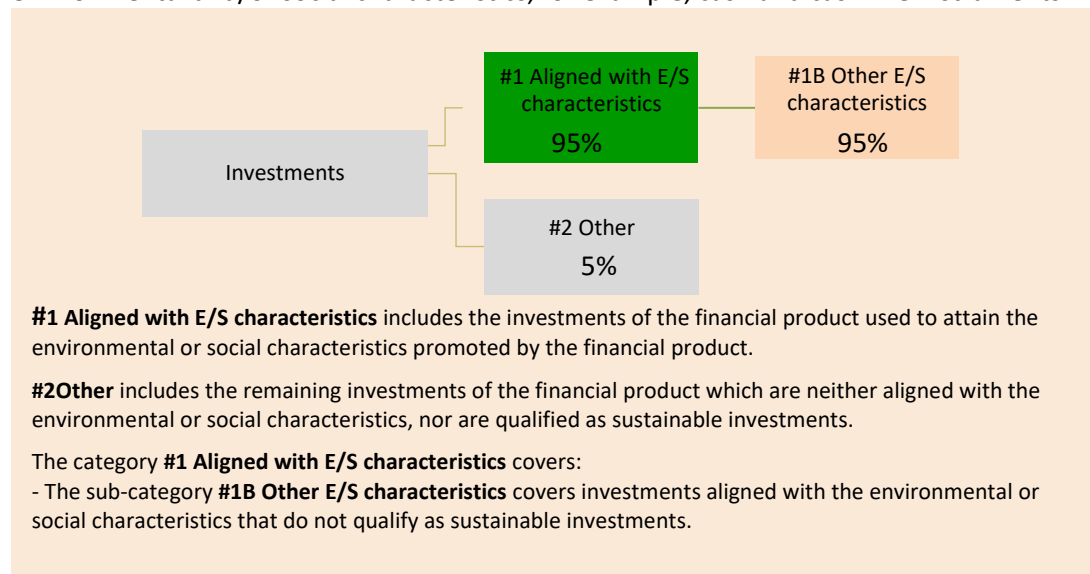 #1 Aligned with E/S
characteristics
95%
#1B Other E/S
characteristics
95%
Investments
#2 Other
5%
#1 Aligned with E/S characteristics includes the investments of the financial product used to attain the
environmental or social characteristics promoted by the financial product.
#2Other includes the remaining investments of the financial product which are neither aligned with the
environmental or social characteristics, nor are qualified as sustainable investments.
The category #1 Aligned with E/S characteristics covers:
- The sub-category #1B Other E/S characteristics covers investments aligned with the environmental or
social characteristics that do not qualify as sustainable investments.